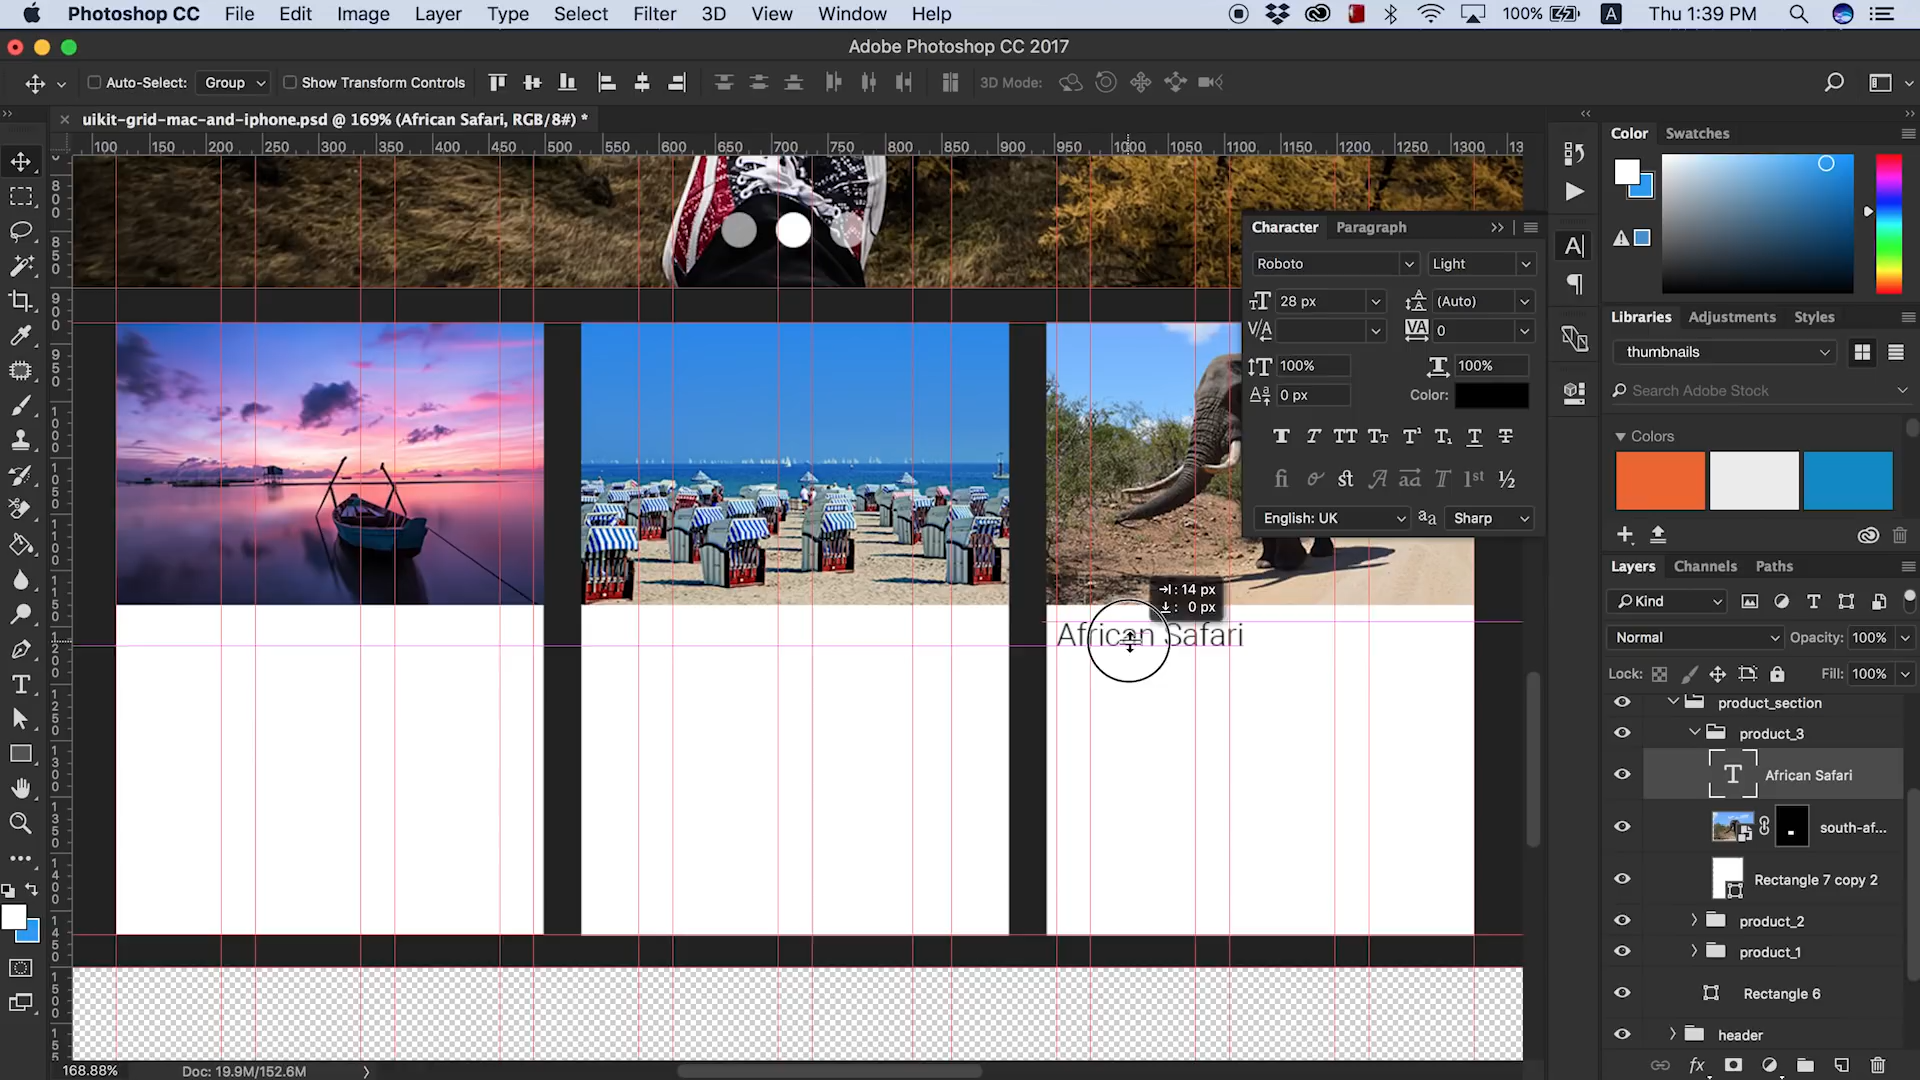 Photoshop CC File Edit Image Layer Type Select Filter 3D View Window Help 100% A Thu 1:39 PM
Adobe Photoshop CC 2017
Auto-Select: Group Show Transform Controls 3D Mode:
uikit-grid-mac-and-iphone.psd @ 169% (African Safari, RGB/8#) *
100 150 200 250 300 350 400 450 500 550 600 650 700 750 800 850 900 950 1000 1050 1100 1150 1200 1250 1300
Color Swatches
Character Paragraph
Roboto Light
28 px (Auto)
0
100% 100%
0 px Color:
English: UK Sharp
Libraries Adjustments Styles
thumbnails
Search Adobe Stock
Colors
14 px
0 px
African Safari
Layers Channels Paths
Kind
Normal Opacity: 100%
Lock: Fill: 100%
product_section
product_3
African Safari
south-af...
Rectangle 7 copy 2
product_2
product_1
Rectangle 6
header
168.88% Doc: 19.9M/152.6M